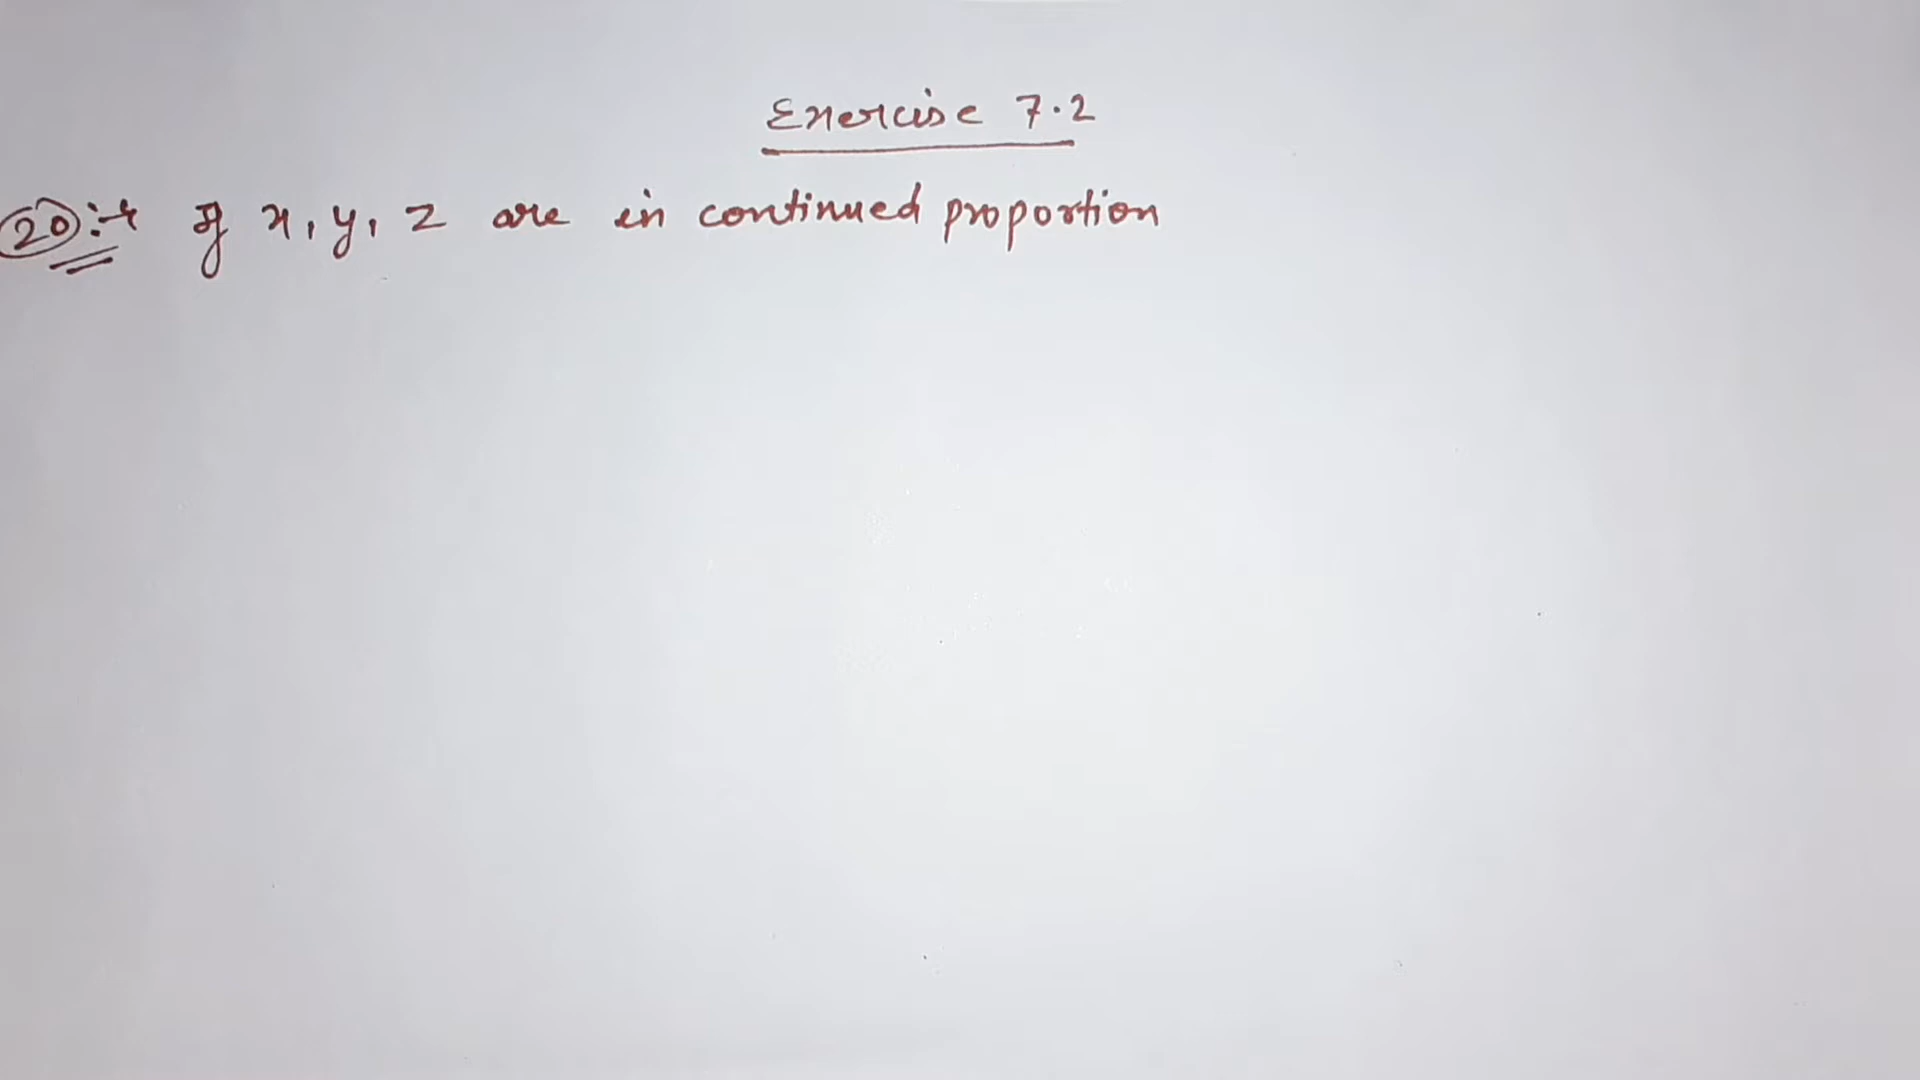 Exercise 7.2
20:→ If x, y, z are in continued proportion